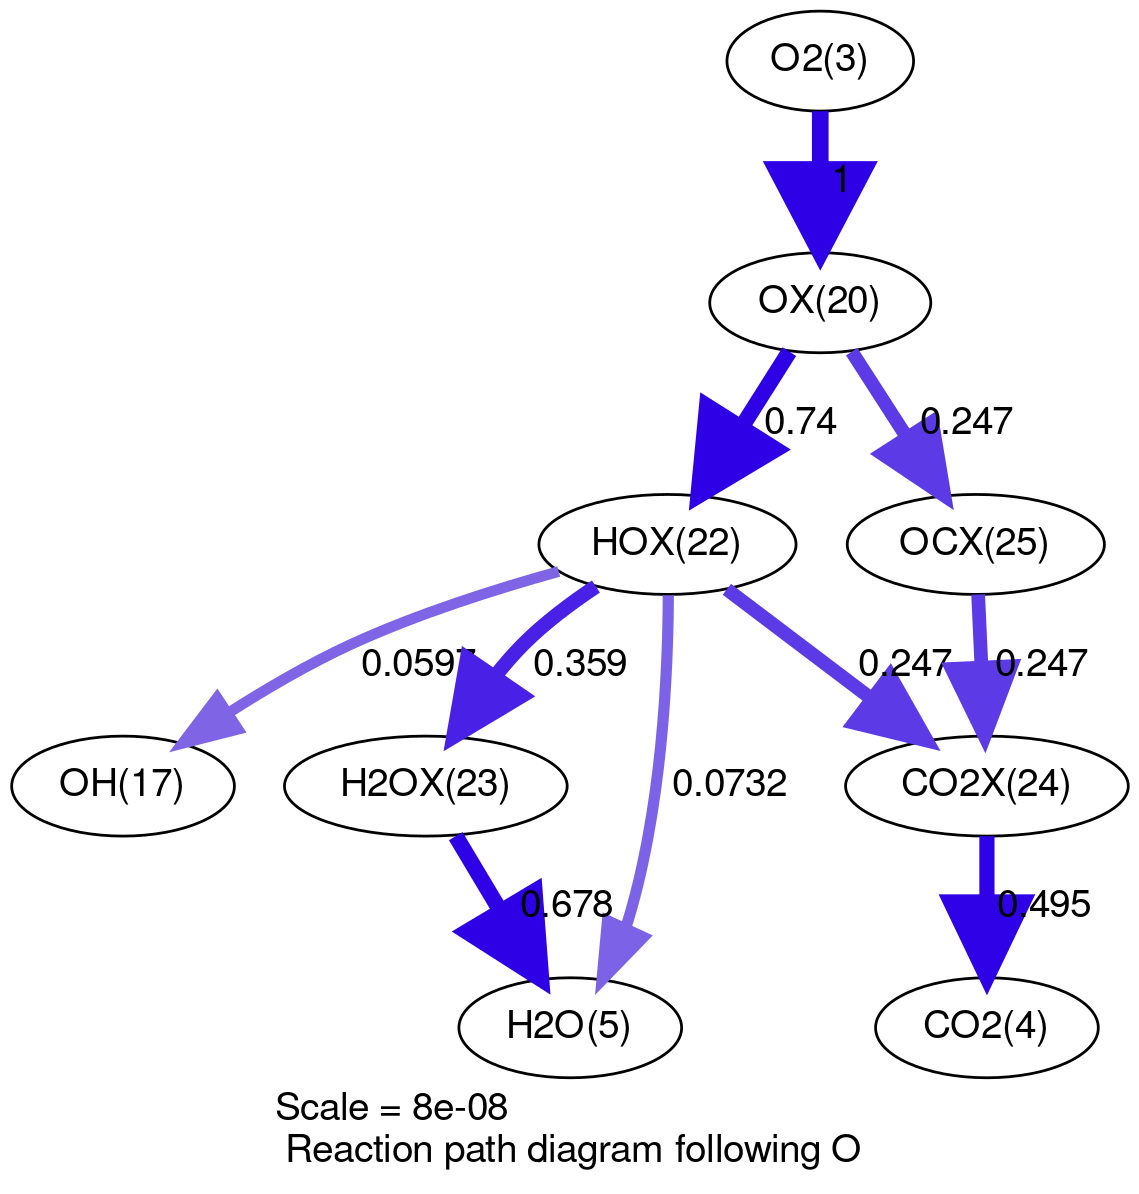 O2(3)
1
OX(20)
0.74
0.247
HOX(22)
OCX(25)
0.0597
0.359
0.247
0.247
OH(17)
H2OX(23)
0.0732
CO2X(24)
0.678
0.495
H2O(5)
CO2(4)
Scale = 8e-08
Reaction path diagram following O